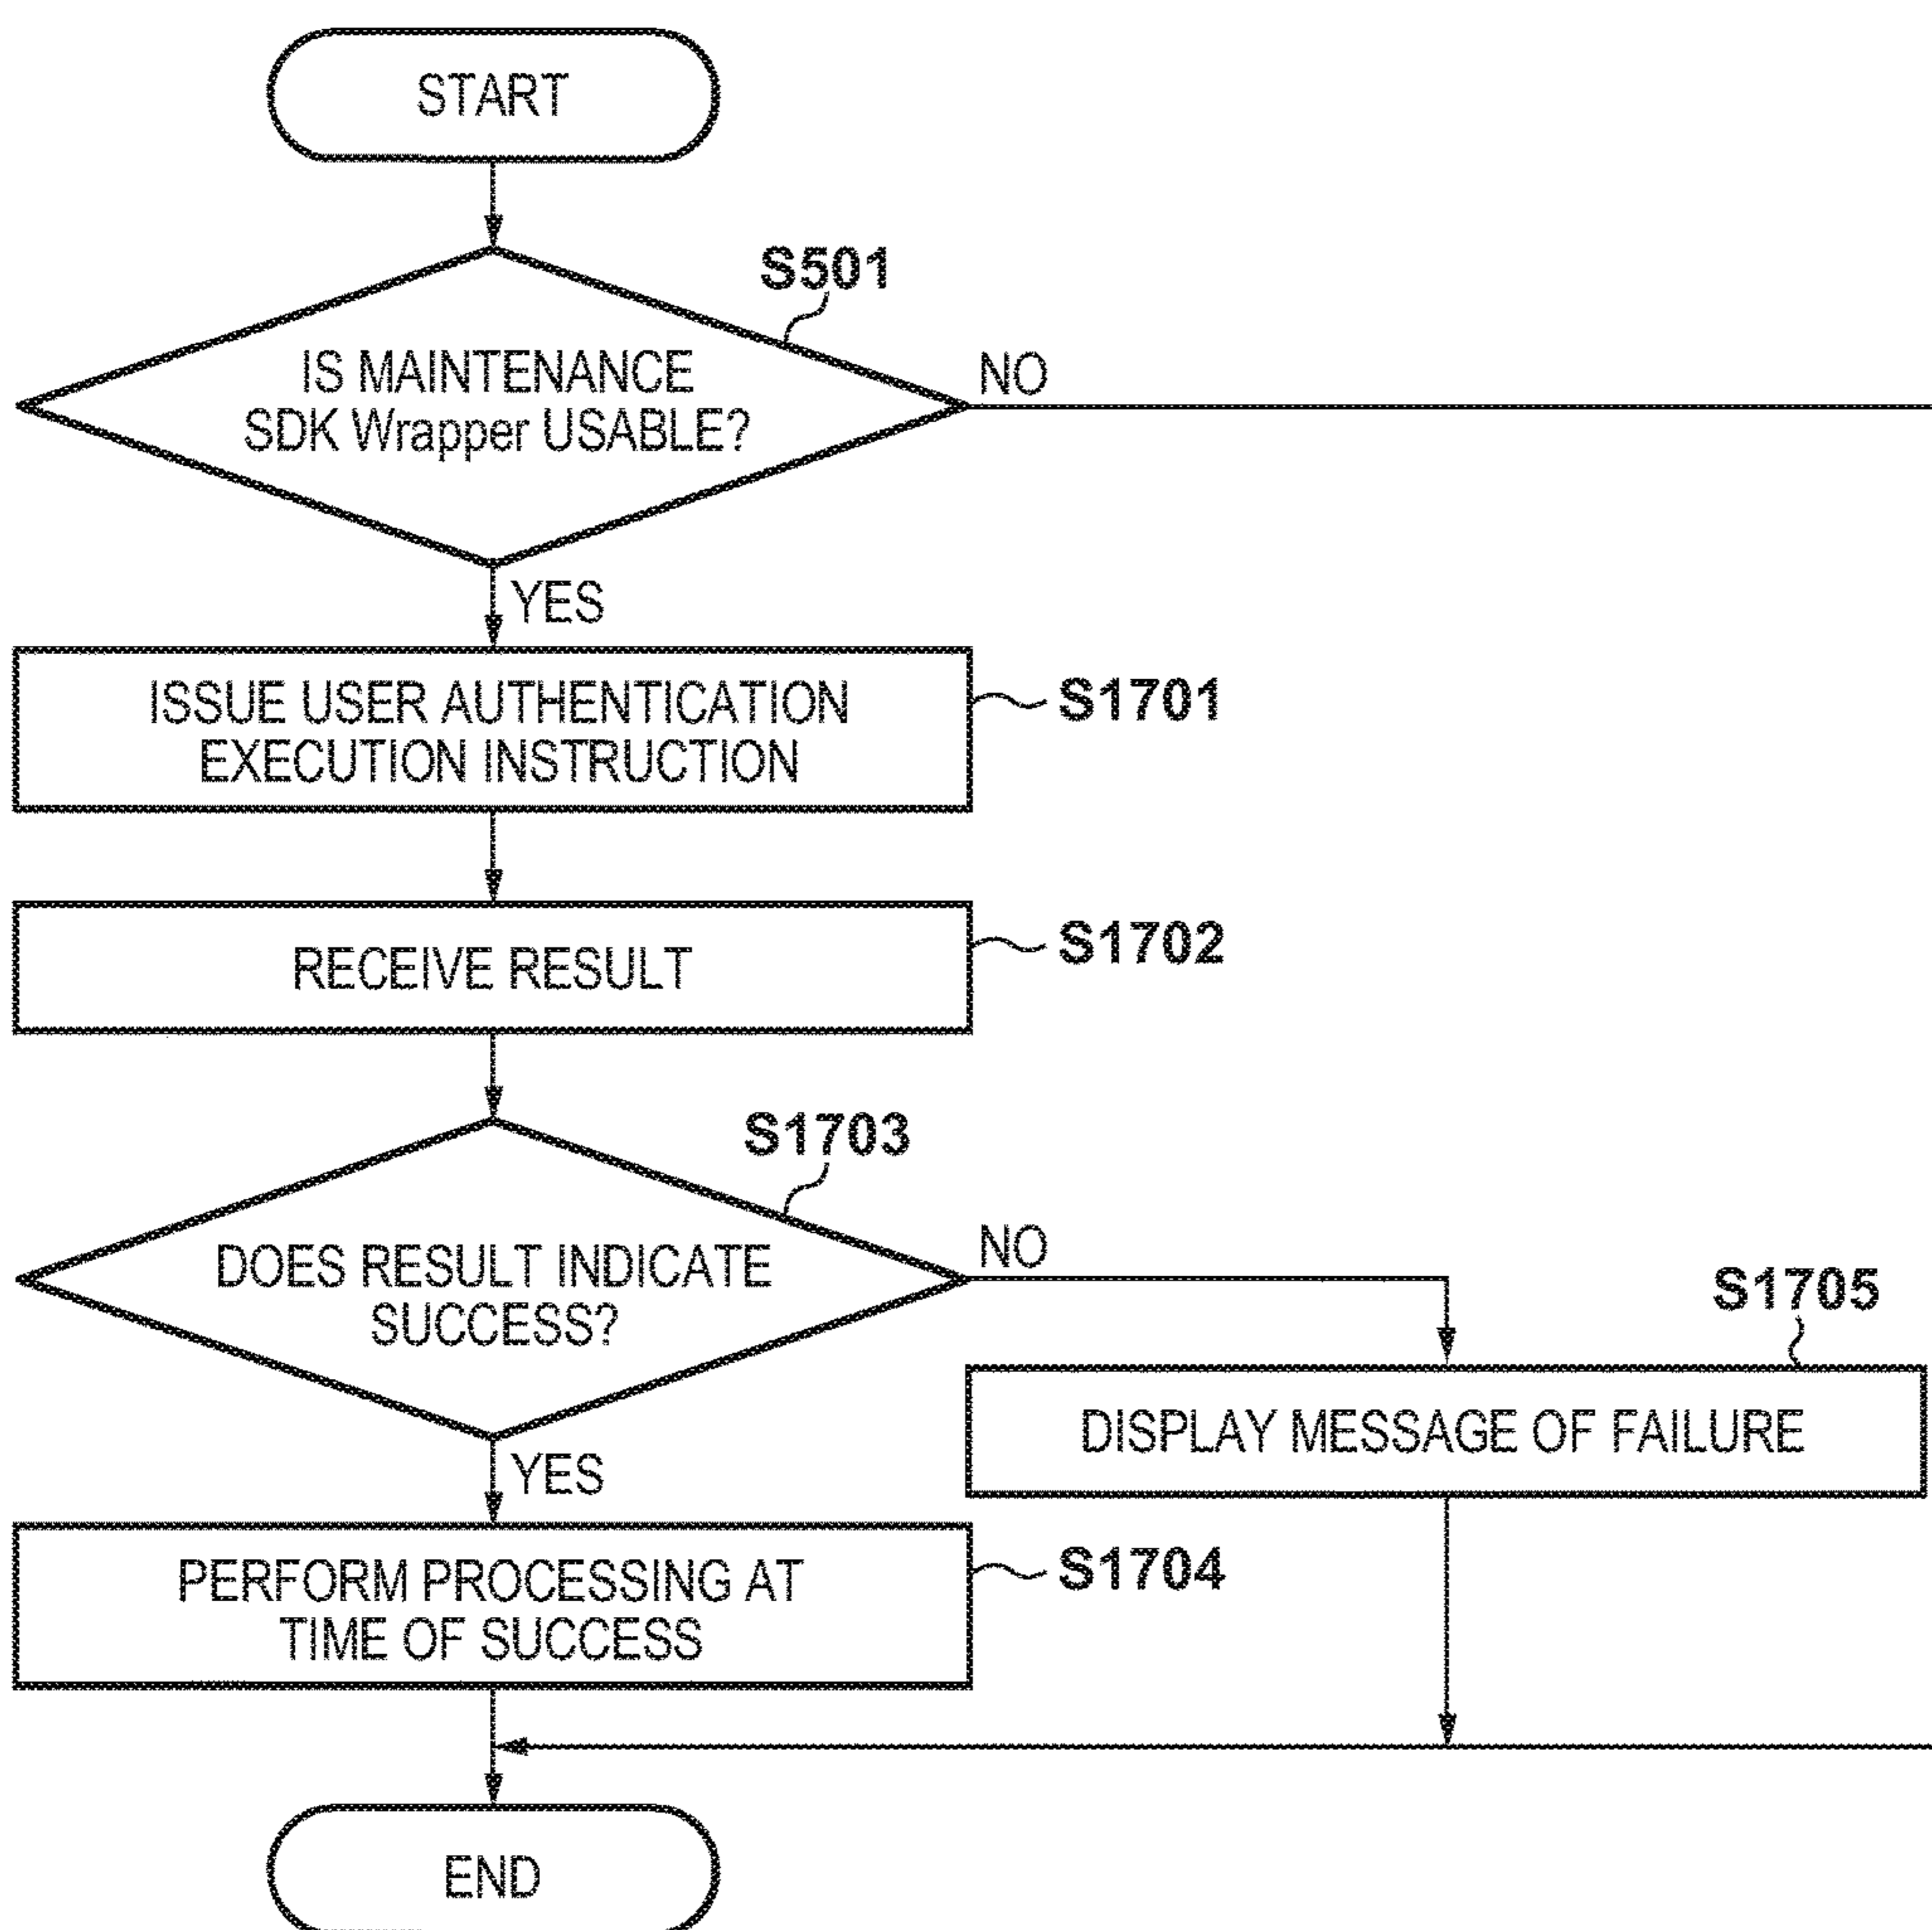 START
S501
IS MAINTENANCE
SDK Wrapper USABLE?
NO
YES
ISSUE USER AUTHENTICATION
EXECUTION INSTRUCTION
S1701
RECEIVE RESULT
S1702
S1703
DOES RESULT INDICATE
SUCCESS?
NO
S1705
DISPLAY MESSAGE OF FAILURE
YES
PERFORM PROCESSING AT
TIME OF SUCCESS
S1704
END